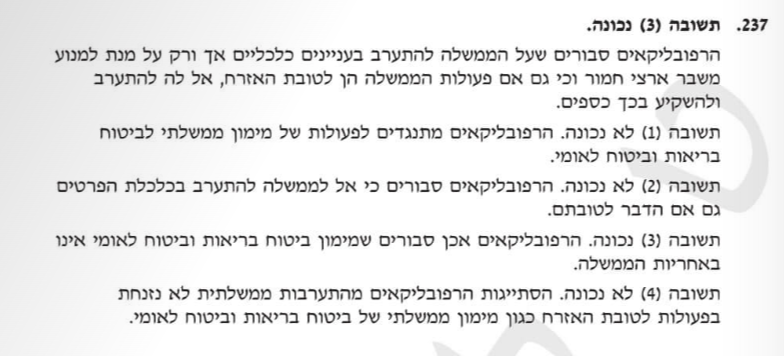 237. תשובה (3) נכונה.
הרפובליקאים סבורים שעל הממשלה להתערב בעניינים כלכליים אך ורק על מנת למנוע
משבר ארצי חמור וכי גם אם פעולות הממשלה הן לטובת האזרח, אל לה להתערב
ולהשקיע בכך כספים.
תשובה (1) לא נכונה. הרפובליקאים מתנגדים לפעולות של מימון ממשלתי לביטוח
בריאות וביטוח לאומי.
תשובה (2) לא נכונה. הרפובליקאים סבורים כי אל לממשלה להתערב בכלכלת הפרטים
גם אם הדבר לטובתם.
תשובה (3) נכונה. הרפובליקאים אכן סבורים שמימון ביטוח בריאות וביטוח לאומי אינו
באחריות הממשלה.
תשובה (4) לא נכונה. הסתייגות הרפובליקאים מהתערבות ממשלתית לא נזנחת
בפעולות לטובת האזרח כגון מימון ממשלתי של ביטוח בריאות וביטוח לאומי.